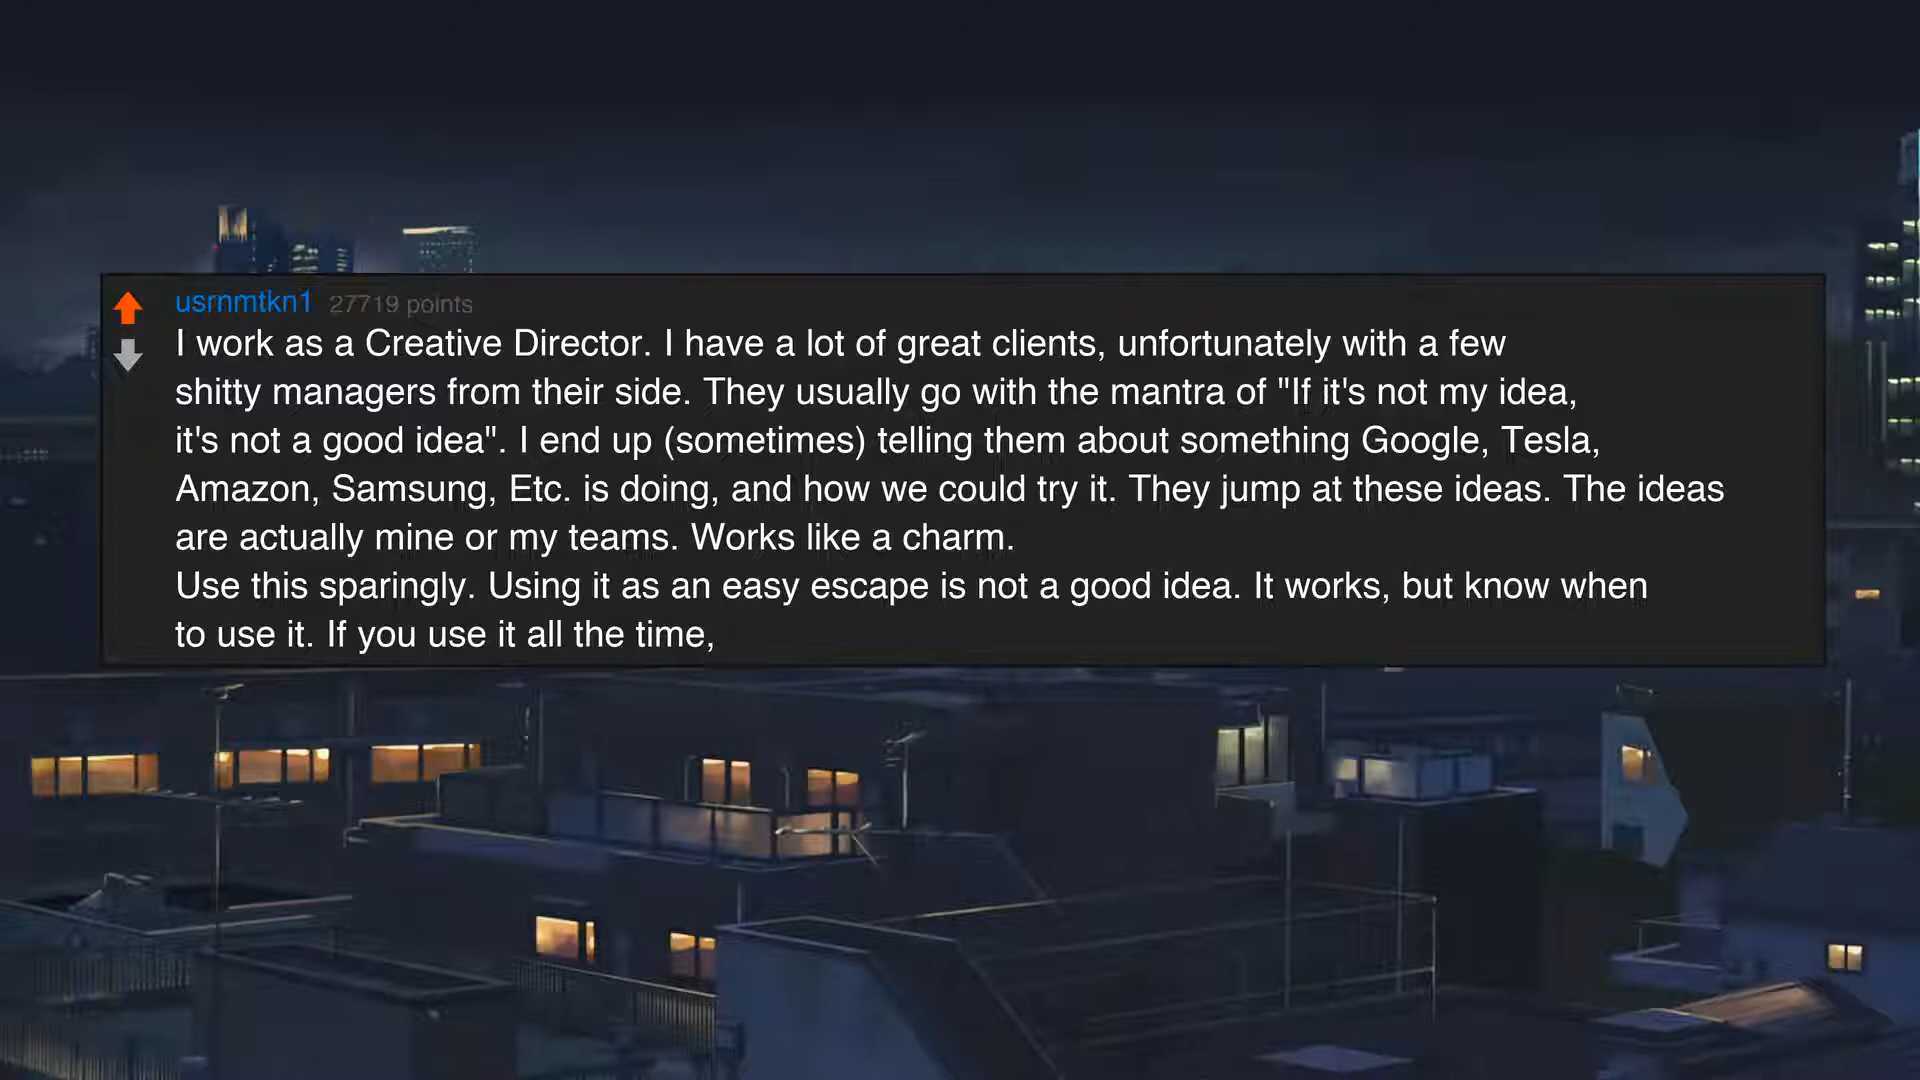 usrnmtkn1 27719 points
I work as a Creative Director. I have a lot of great clients, unfortunately with a few
shitty managers from their side. They usually go with the mantra of "If it's not my idea,
it's not a good idea". I end up (sometimes) telling them about something Google, Tesla,
Amazon, Samsung, Etc. is doing, and how we could try it. They jump at these ideas. The ideas
are actually mine or my teams. Works like a charm.
Use this sparingly. Using it as an easy escape is not a good idea. It works, but know when
to use it. If you use it all the time,